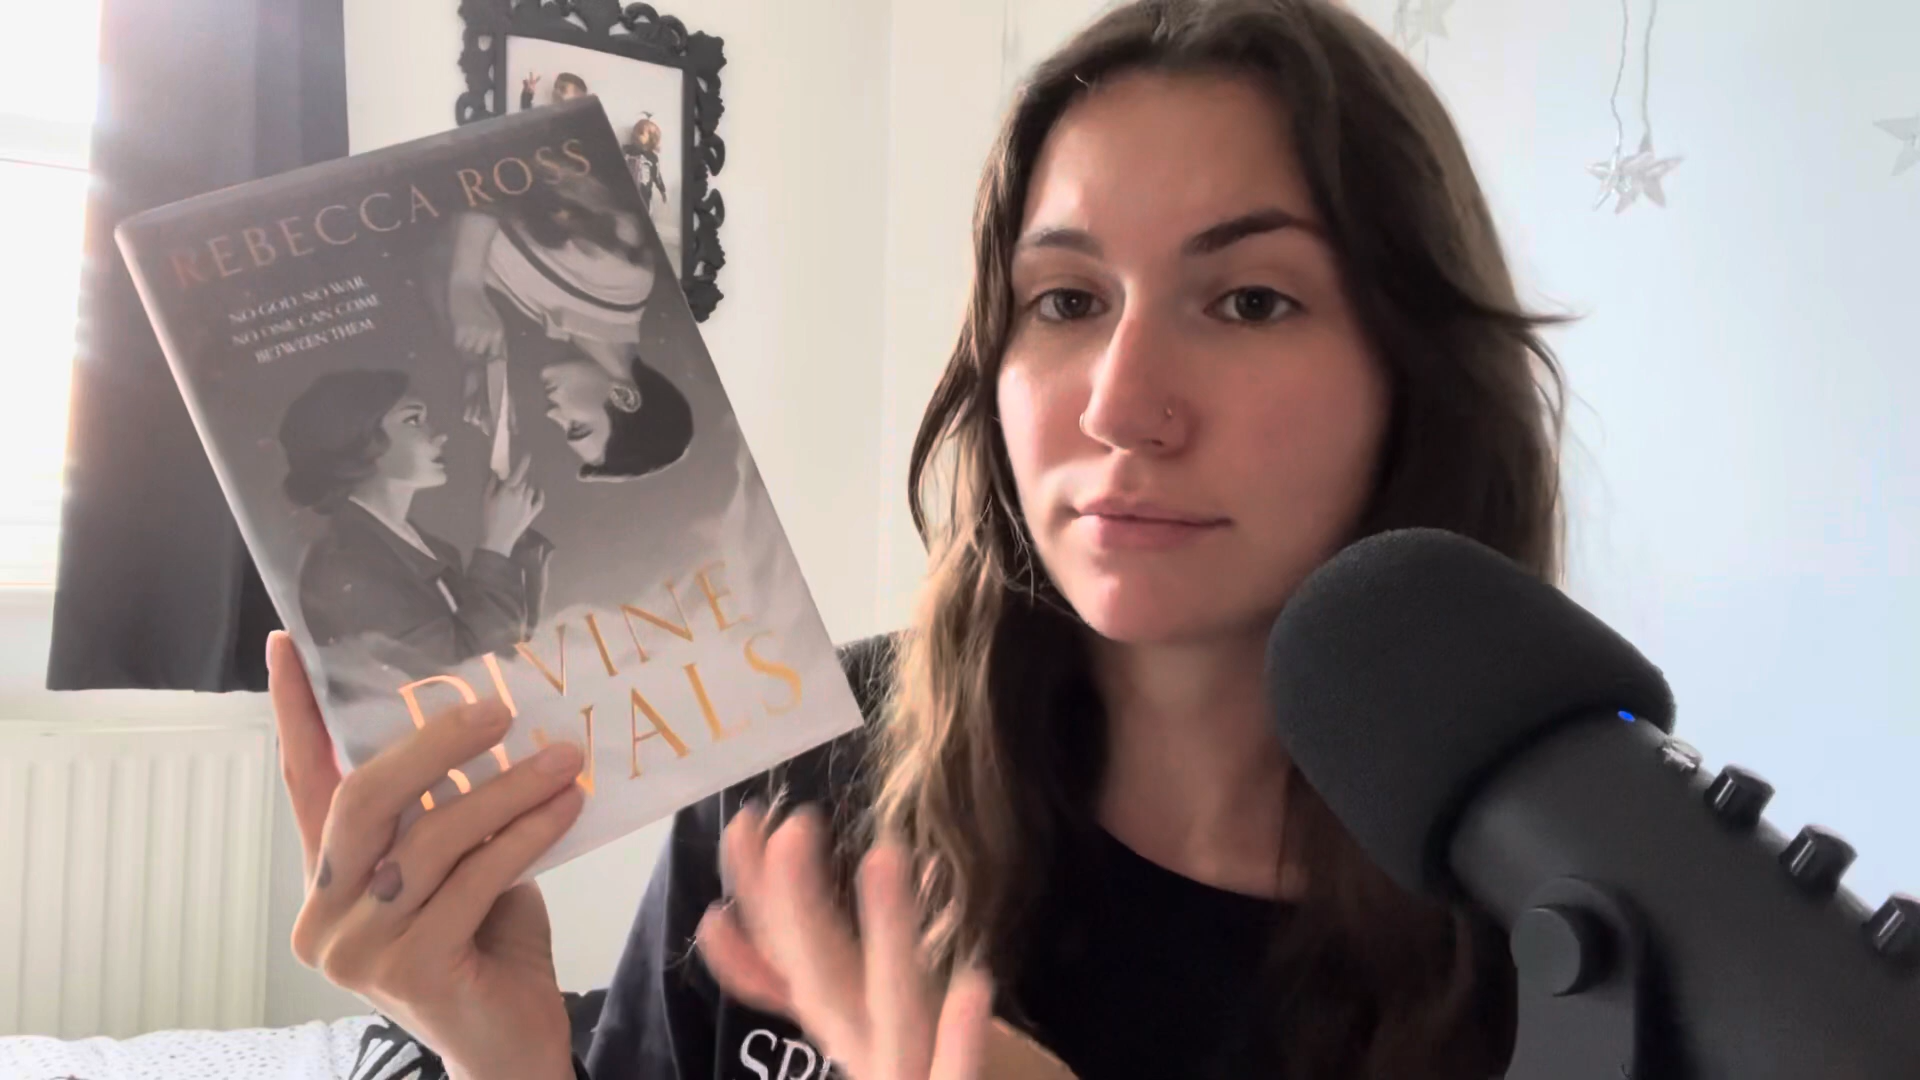 REBECCA ROSS
NO GOD, NO WAR
NO ONE CAN COME
BETWEEN THEM
DIVINE
RIVALS